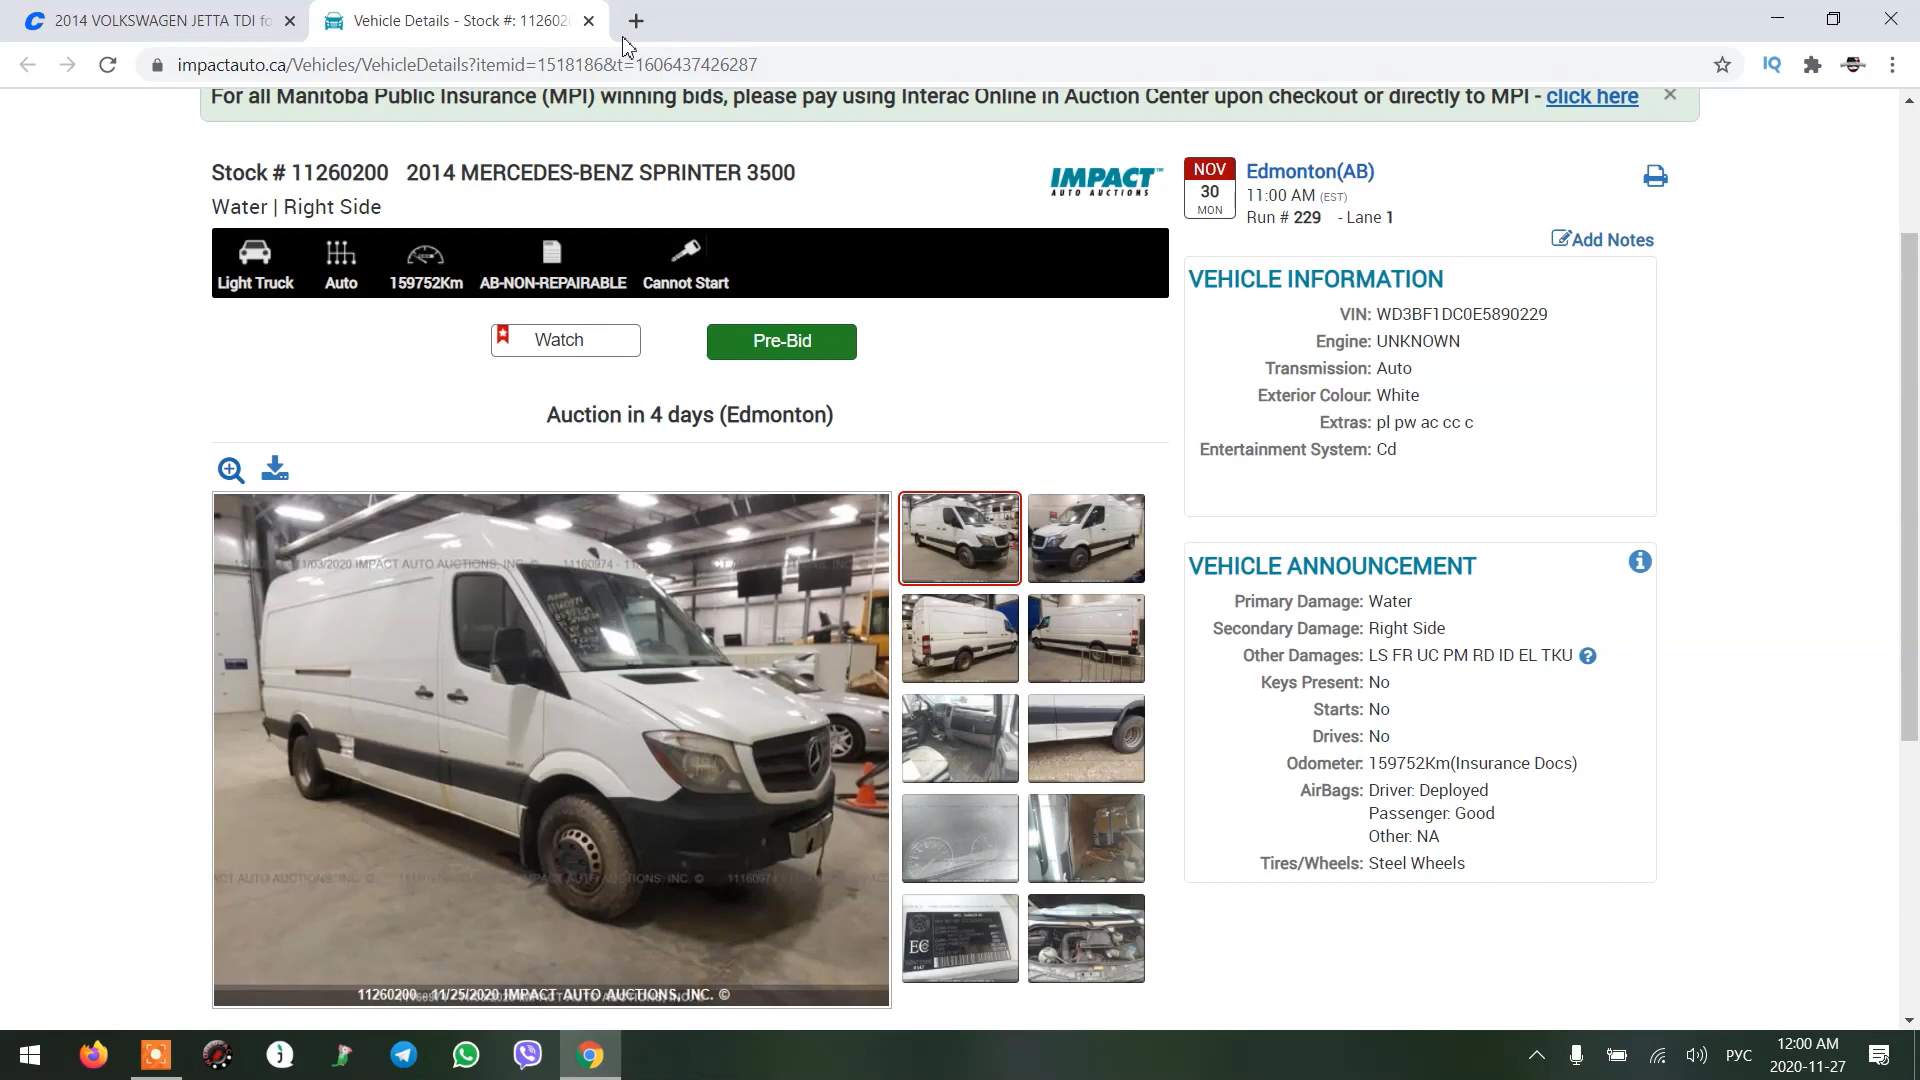 2014 VOLKSWAGEN JETTA TDI fo
Vehicle Details - Stock #: 112602
impactauto.ca/Vehicles/VehicleDetails?itemid=1518186&t=1606437426287
For all Manitoba Public Insurance (MPI) winning bids, please pay using Interac Online in Auction Center upon checkout or directly to MPI - click here
Stock # 11260200 2014 MERCEDES-BENZ SPRINTER 3500
Water | Right Side
IMPACT
AUTO AUCTIONS
NOV
30
MON
Edmonton(AB)
11:00 AM (EST)
Run # 229 - Lane 1
Add Notes
Light Truck
Auto
159752Km
AB-NON-REPAIRABLE
Cannot Start
Watch
Pre-Bid
Auction in 4 days (Edmonton)
VEHICLE INFORMATION
VIN: WD3BF1DC0E5890229
Engine: UNKNOWN
Transmission: Auto
Exterior Colour: White
Extras: pl pw ac cc c
Entertainment System: Cd
VEHICLE ANNOUNCEMENT
Primary Damage: Water
Secondary Damage: Right Side
Other Damages: LS FR UC PM RD ID EL TKU
Keys Present: No
Starts: No
Drives: No
Odometer: 159752Km(Insurance Docs)
AirBags: Driver: Deployed
Passenger: Good
Other: NA
Tires/Wheels: Steel Wheels
11260200 11/25/2020 IMPACT AUTO AUCTIONS, INC. ©
EC
РУС
12:00 AM
2020-11-27